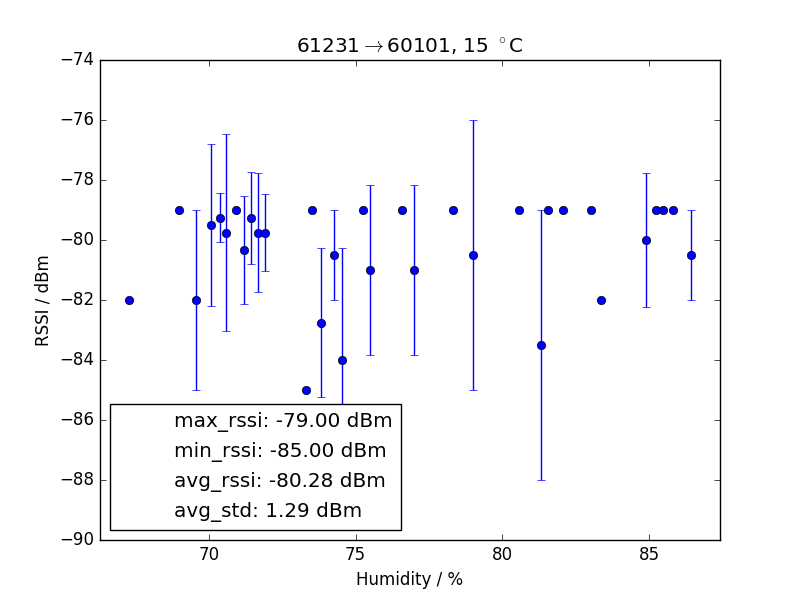 61231→60101, 15 °C
−74
−76
−78
−80
−82
−84
−86
−88
−90
RSSI / dBm
max_rssi: -79.00 dBm
min_rssi: -85.00 dBm
avg_rssi: -80.28 dBm
avg_std: 1.29 dBm
70 75 80 85
Humidity / %